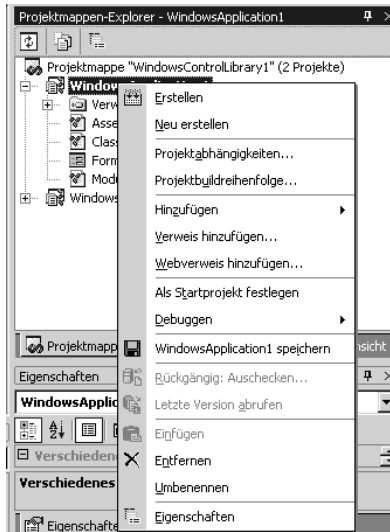 Projektmappen-Explorer - WindowsApplication1
Projektmappe "WindowsControlLibrary1" (2 Projekte)
Erstellen
Neu erstellen
Projektabhängigkeiten...
Projektbuildreihenfolge...
Hinzufügen
Verweis hinzufügen...
Webverweis hinzufügen...
Als Startprojekt festlegen
Debuggen
WindowsApplication1 speichern
Rückgängig: Auschecken...
Letzte Version abrufen
Eigenschaften
Einfügen
Entfernen
Verschiedenes
Umbenennen
Eigenschaften